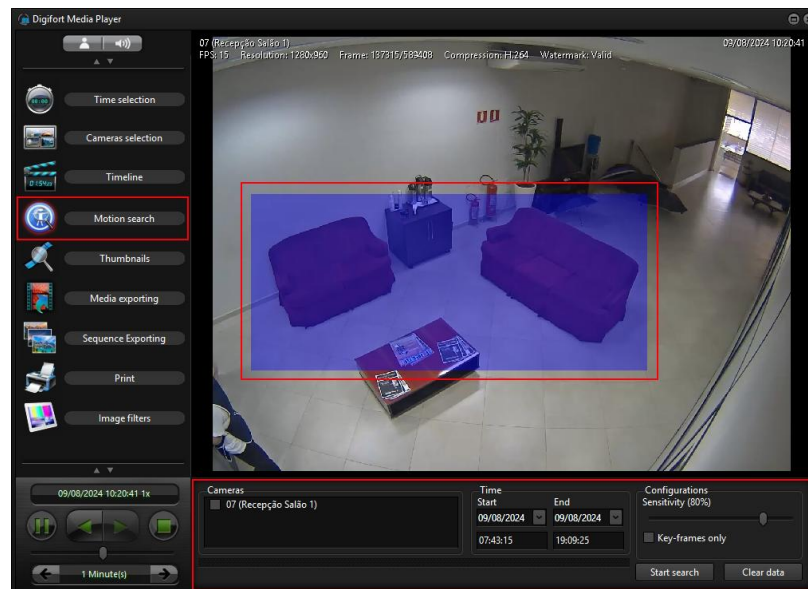 Digifort Media Player
07 (Recepção Salão 1)
09/08/2024 10:20:41
FPS: 15 Resolution: 1280x960 Frame: 137315/589408 Compression: H.264 Watermark: Valid
Time selection
Cameras selection
Timeline
Motion search
Thumbnails
Media exporting
Sequence Exporting
Print
Image filters
09/08/2024 10:20:41 1x
1 Minute(s)
Cameras
07 (Recepção Salão 1)
Time
Start End
09/08/2024 09/08/2024
07:43:15 19:09:25
Configurations
Sensitivity (80%)
Key-frames only
Start search Clear data